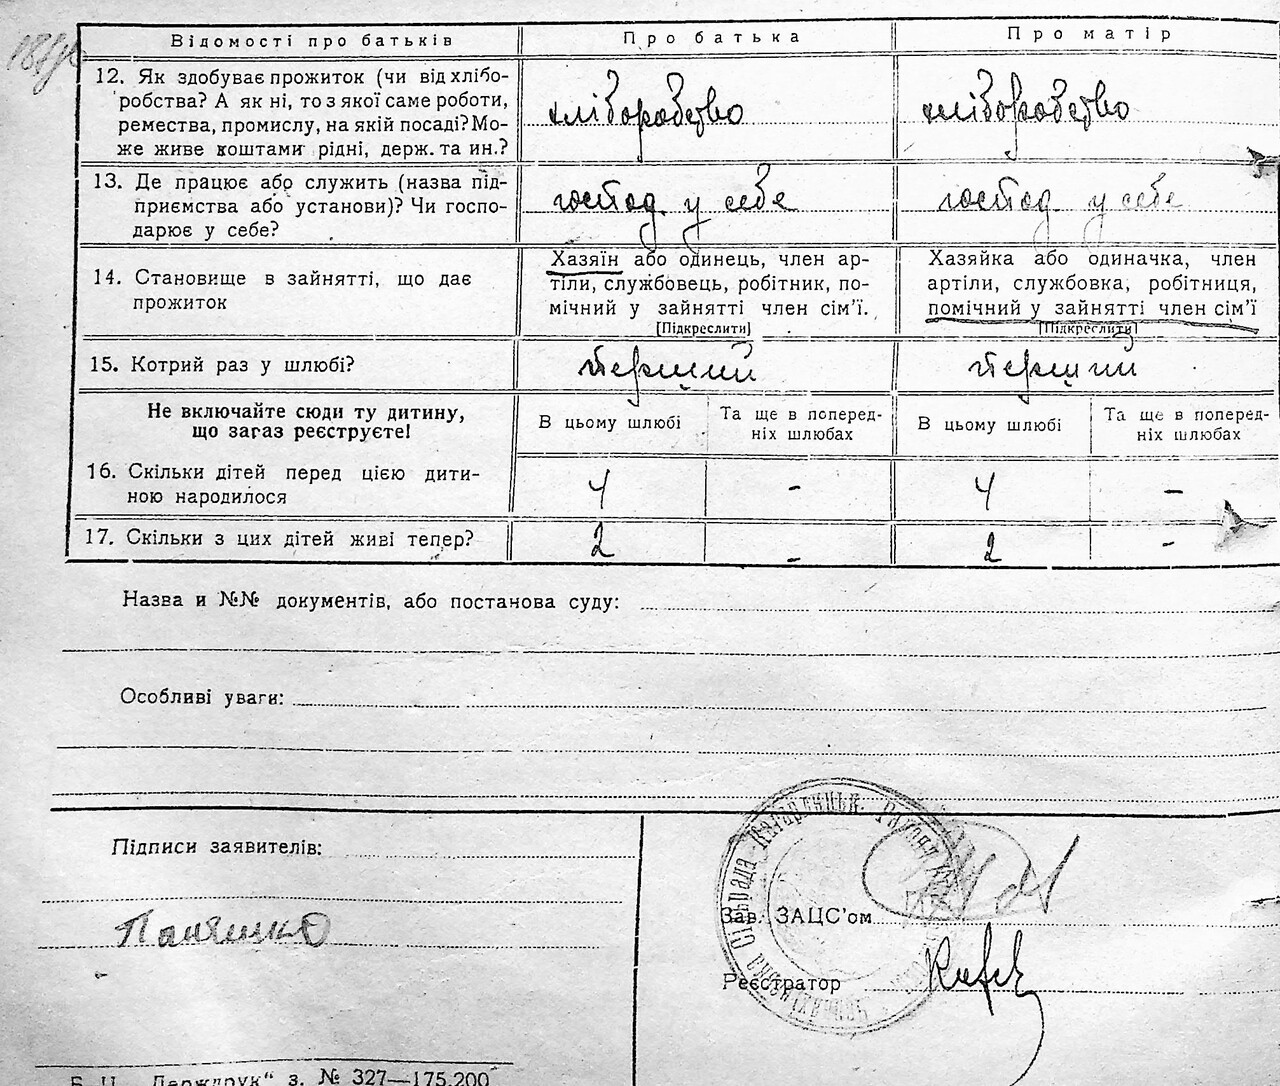 Відомості про батьків Про батька Про матір
12. Як здобуває прожиток (чи від хлібо-
робства? А як ні, то з якої саме роботи,
ремества, промислу, на якій посаді? Мо-
же живе коштами рідні, держ. та ин.?
хліборобство хліборобство
13. Де працює або служить (назва під-
приємства або установи)? Чи госпо-
дарює у себе?
господ. у себе господ. у себе
14. Становище в зайнятті, що дає
прожиток
Хазяїн або одинець, член ар-
тіли, службовець, робітник, по-
мічний у зайнятті член сім'ї.
[Підкреслити]
Хазяйка або одиначка, член
артіли, службовка, робітниця,
помічний у зайнятті член сім'ї
[Підкреслити]
15. Котрий раз у шлюбі? перший перший
Не включайте сюди ту дитину,
що загаз реєструєте!
В цьому шлюбі
Та ще в поперед-
ніх шлюбах
В цьому шлюбі
Та ще в поперед-
ніх шлюбах
16. Скільки дітей перед цією дити-
ною народилося
4 - 4 -
17. Скільки з цих дітей живі тепер? 2 - 2 -
Назва и №№ документів, або постанова суду:
Особливі уваги:
Підписи заявителів:
Зав. ЗАЦС'ом
Реєстратор
"Держдрук" з. № 327—175.200